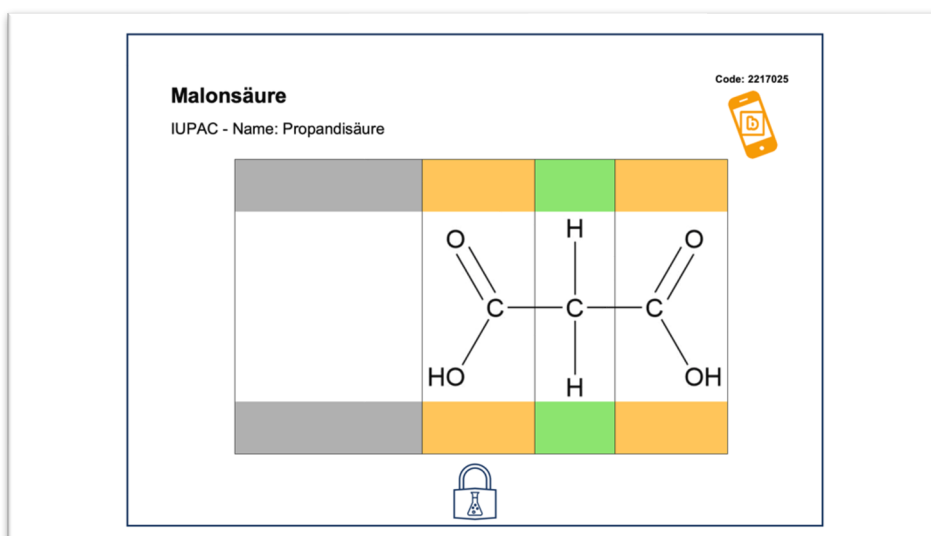 Code: 2217025
Malonsäure
IUPAC - Name: Propandisäure
H
O
O
C
C
C
HO
OH
H